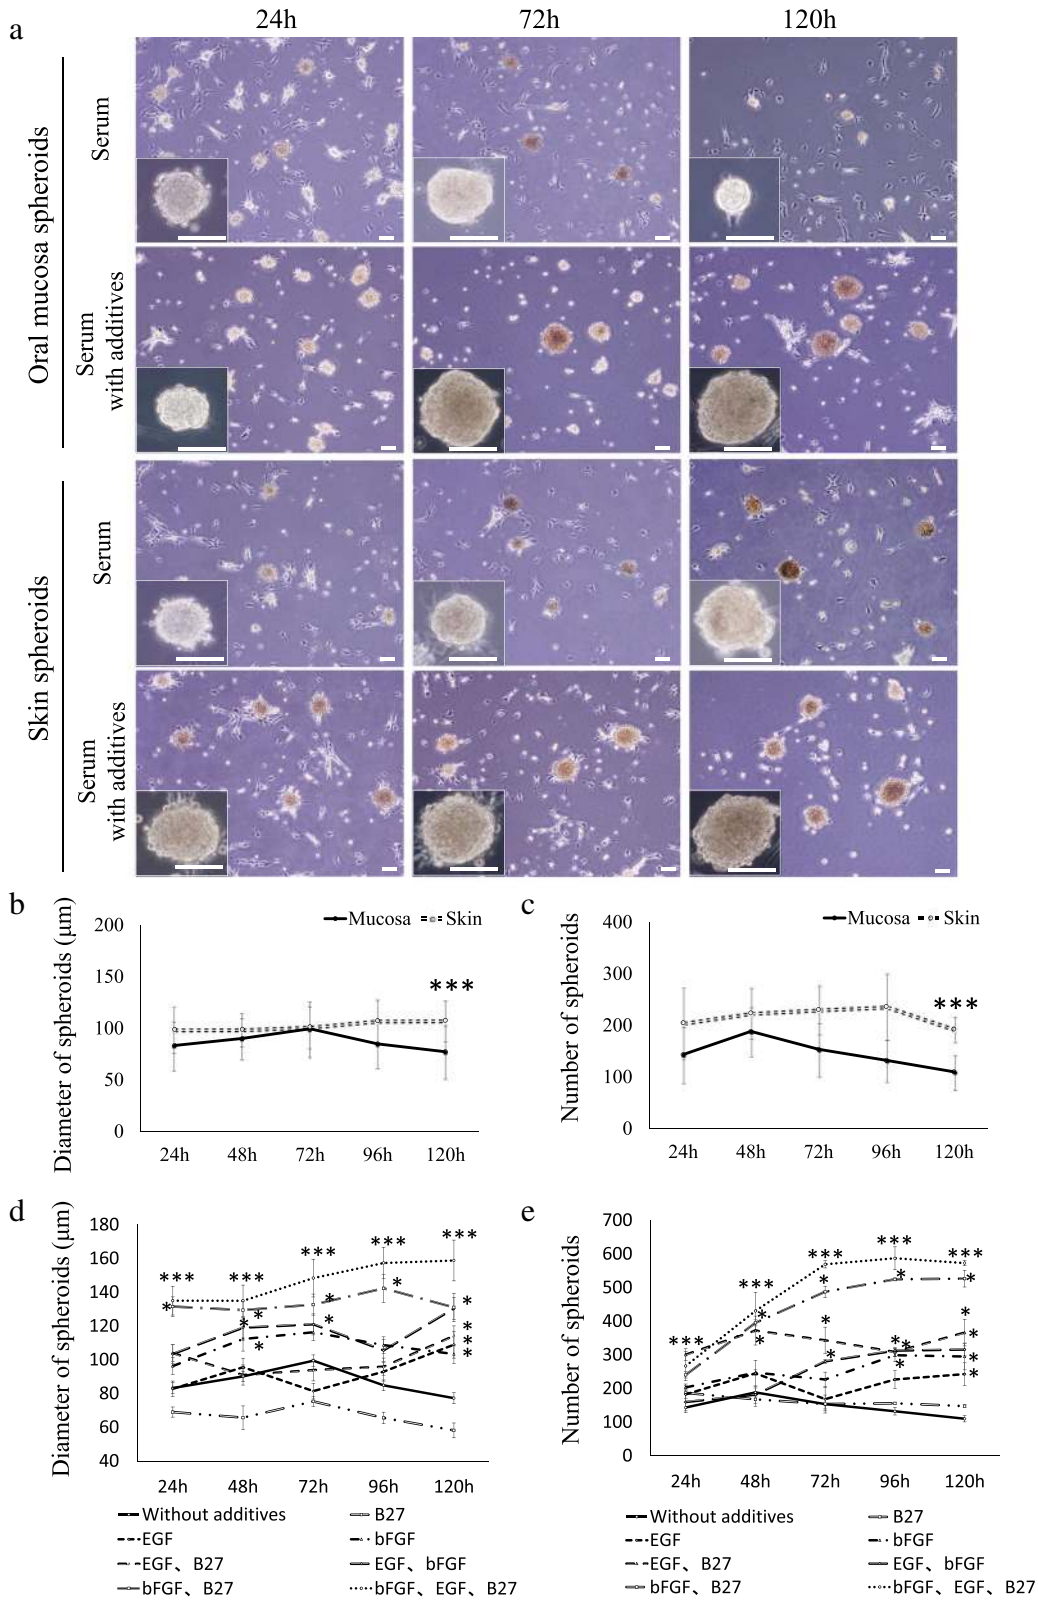 a
24h 72h 120h
Oral mucosa spheroids
Serum
Serum
with additives
Skin spheroids
Serum
Serum
with additives
b
Diameter of spheroids (μm)
Mucosa Skin
200
150
100
50
0
***
24h 48h 72h 96h 120h
c
Number of spheroids
Mucosa Skin
400
300
200
100
0
***
24h 48h 72h 96h 120h
d
Diameter of spheroids (μm)
180
160
140
120
100
80
60
40
*** *** *** *** ***
* * * * * * * * * * *
24h 48h 72h 96h 120h
Without additives B27
EGF bFGF
EGF、B27 EGF、bFGF
bFGF、B27 bFGF、EGF、B27
e
Number of spheroids
700
600
500
400
300
200
100
0
*** *** *** *** ***
* * * * * * * * * * * * *
24h 48h 72h 96h 120h
Without additives B27
EGF bFGF
EGF、B27 EGF、bFGF
bFGF、B27 bFGF、EGF、B27